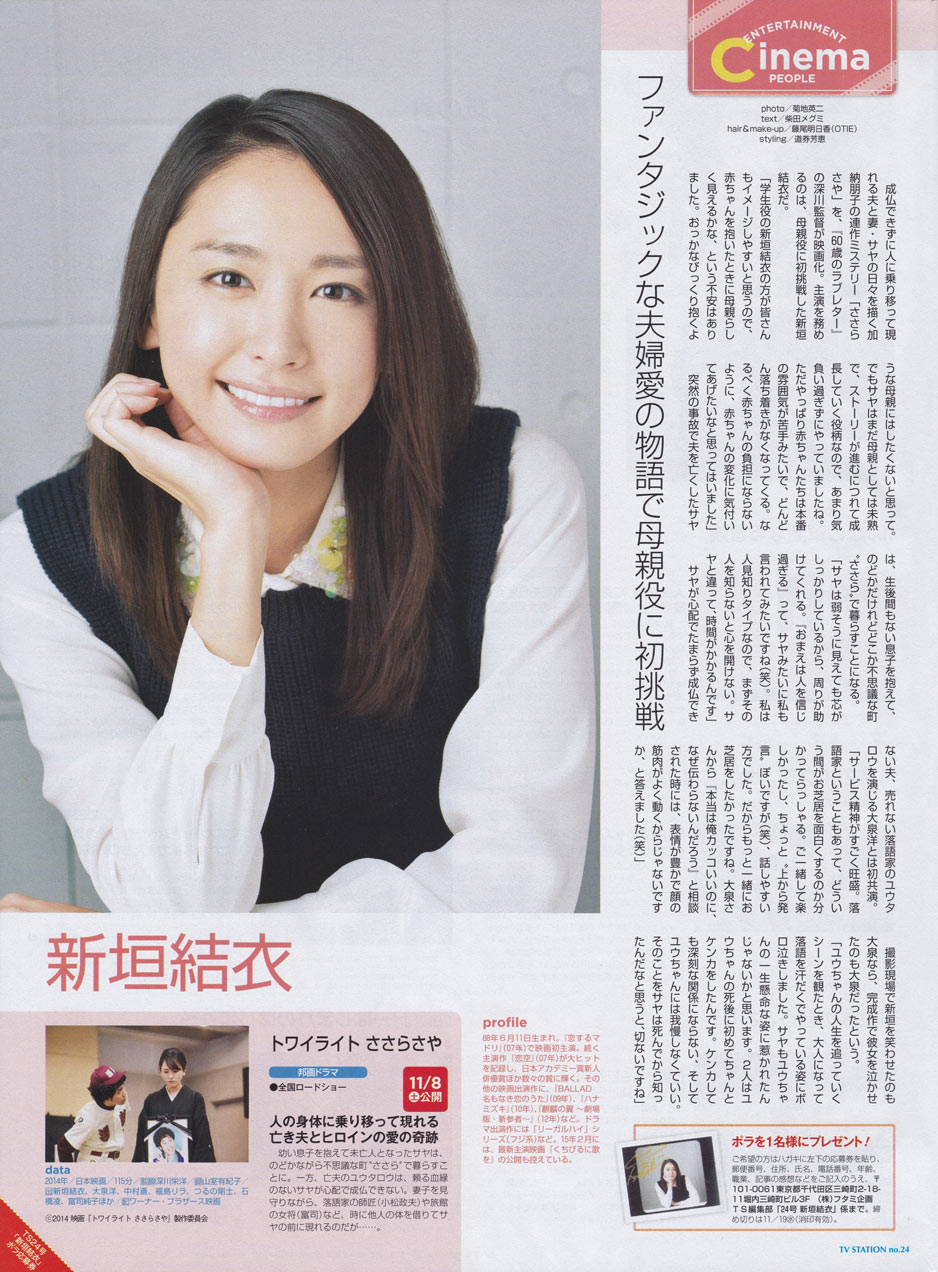 ENTERTAINMENT
Cinema
PEOPLE
photo／菊地英二
text／柴田メグミ
hair＆make-up／藤尾明日香（OTIE）
styling／道券芳恵
ファンタジックな夫婦愛の物語で母親役に初挑戦
成仏できずに人に乗り移って現
れる夫と妻・サヤの日々を描く加
納朋子の連作ミステリー「ささら
さや」を、『60歳のラブレター』
の深川監督が映画化。主演を務め
るのは、母親役に初挑戦した新垣
結衣だ。
「学生役の新垣結衣の方が皆さん
もイメージしやすいと思うので、
赤ちゃんを抱いたときに母親らし
く見えるかな、という不安はあり
ました。おっかなびっくり抱くよ
うな母親にはしたくないと思って。
でもサヤはまだ母親としては未熟
で、ストーリーが進むにつれて成
長していく役柄なので、あまり気
負い過ぎずにやっていましたね。
ただやっぱり赤ちゃんたちは本番
の雰囲気が苦手みたいで、どんど
ん落ち着きがなくなってくる。な
るべく赤ちゃんの負担にならない
ように、赤ちゃんの変化に気付い
てあげたいなと思ってはいました」
突然の事故で夫を亡くしたサヤ
は、生後間もない息子を抱えて、
のどかだけれどどこか不思議な町
“ささら”で暮らすことになる。
「サヤは弱そうに見えても芯が
しっかりしているから、周りが助
けてくれる。『おまえは人を信じ
過ぎる』って、サヤみたいに私も
言われてみたいですね（笑）。私は
人見知りタイプなので、まずその
人を知らないと心を開けない。サ
ヤと違って、時間がかかるんです」
サヤが心配でたまらず成仏でき
ない夫、売れない落語家のユウタ
ロウを演じる大泉洋とは初共演。
「サービス精神がすごく旺盛。落
語家ということもあって、どうい
う間がお芝居を面白くするのか分
かってらっしゃる。ご一緒して楽
しかったし、ちょっと“上から発
言”ぽいですが（笑）、話しやすい
方でした。だからもっと一緒にお
芝居をしたかったですね。大泉さ
んから『本当は俺カッコいいのに、
なぜ伝わらないんだろう』と相談
された時には、表情が豊かで顔の
筋肉がよく動くからじゃないです
か、と答えました（笑）」
撮影現場で新垣を笑わせたのも
大泉なら、完成作で彼女を泣かせ
たのも大泉だったという。
「ユウちゃんの人生を追っていく
シーンを観たとき、大人になって
落語を汗だくでやっている姿にボ
ロ泣きしました。サヤもユウちゃ
んの一生懸命な姿に惹かれたん
じゃないかと思います。2人はユ
ウちゃんの死後に初めてちゃんと
ケンカをしたんです。ケンカして
も深刻な関係にならない、そして
ユウちゃんには我慢しなくていい。
そのことをサヤは死んでから知っ
たんだなと思うと、切ないですね」
新垣結衣
トワイライト ささらさや
邦画ドラマ
●全国ロードショー
11/8
土公開
人の身体に乗り移って現れる
亡き夫とヒロインの愛の奇跡
幼い息子を抱えて未亡人となったサヤは、
のどかながら不思議な町“ささら”で暮らすこ
とに。一方、亡夫のユウタロウは、頼る血縁
のないサヤが心配で成仏できない。妻子を見
守りながら、落語家の師匠（小松政夫）や旅館
の女将（富司）など、時に他人の体を借りてサ
ヤの前に現れるのだが……。
data
2014年／日本映画／115分／監督深川栄洋／脚山室有紀子／
出新垣結衣、大泉洋、中村蒼、福島リラ、つるの剛士、石
橋凌、富司純子ほか／配ワーナー・ブラザース映画
ⓒ2014 映画「トワイライト ささらさや」製作委員会
profile
88年６月11日生まれ。『恋するマ
ドリ』（07年）で映画初主演。続く
主演作『恋空』（07年）が大ヒット
を記録し、日本アカデミー賞新人
俳優賞ほか数々の賞に輝く。その
他の映画出演作に、『BALLAD
名もなき恋のうた』（09年）、『ハナ
ミズキ』（10年）、『麒麟の翼 〜劇場
版・新参者〜』（12年）など。ドラ
マ出演作には「リーガルハイ」シ
リーズ（フジ系）など。15年２月に
は、最新主演映画『くちびるに歌
を』の公開も控えている。
ポラを1名様にプレゼント！
ご希望の方はハガキに左下の応募券を貼り、
郵便番号、住所、氏名、電話番号、年齢、
職業、記事の感想などをご記入のうえ、〒
101-0061東京都千代田区三崎町2-18-
11堀内三崎町ビル3F （株）フタミ企画
ＴＳ編集部「24号 新垣結衣」係まで。締
め切りは11／19㊌（消印有効）。
TS24号
「新垣結衣」
ポラ応募券
TV STATION no.24